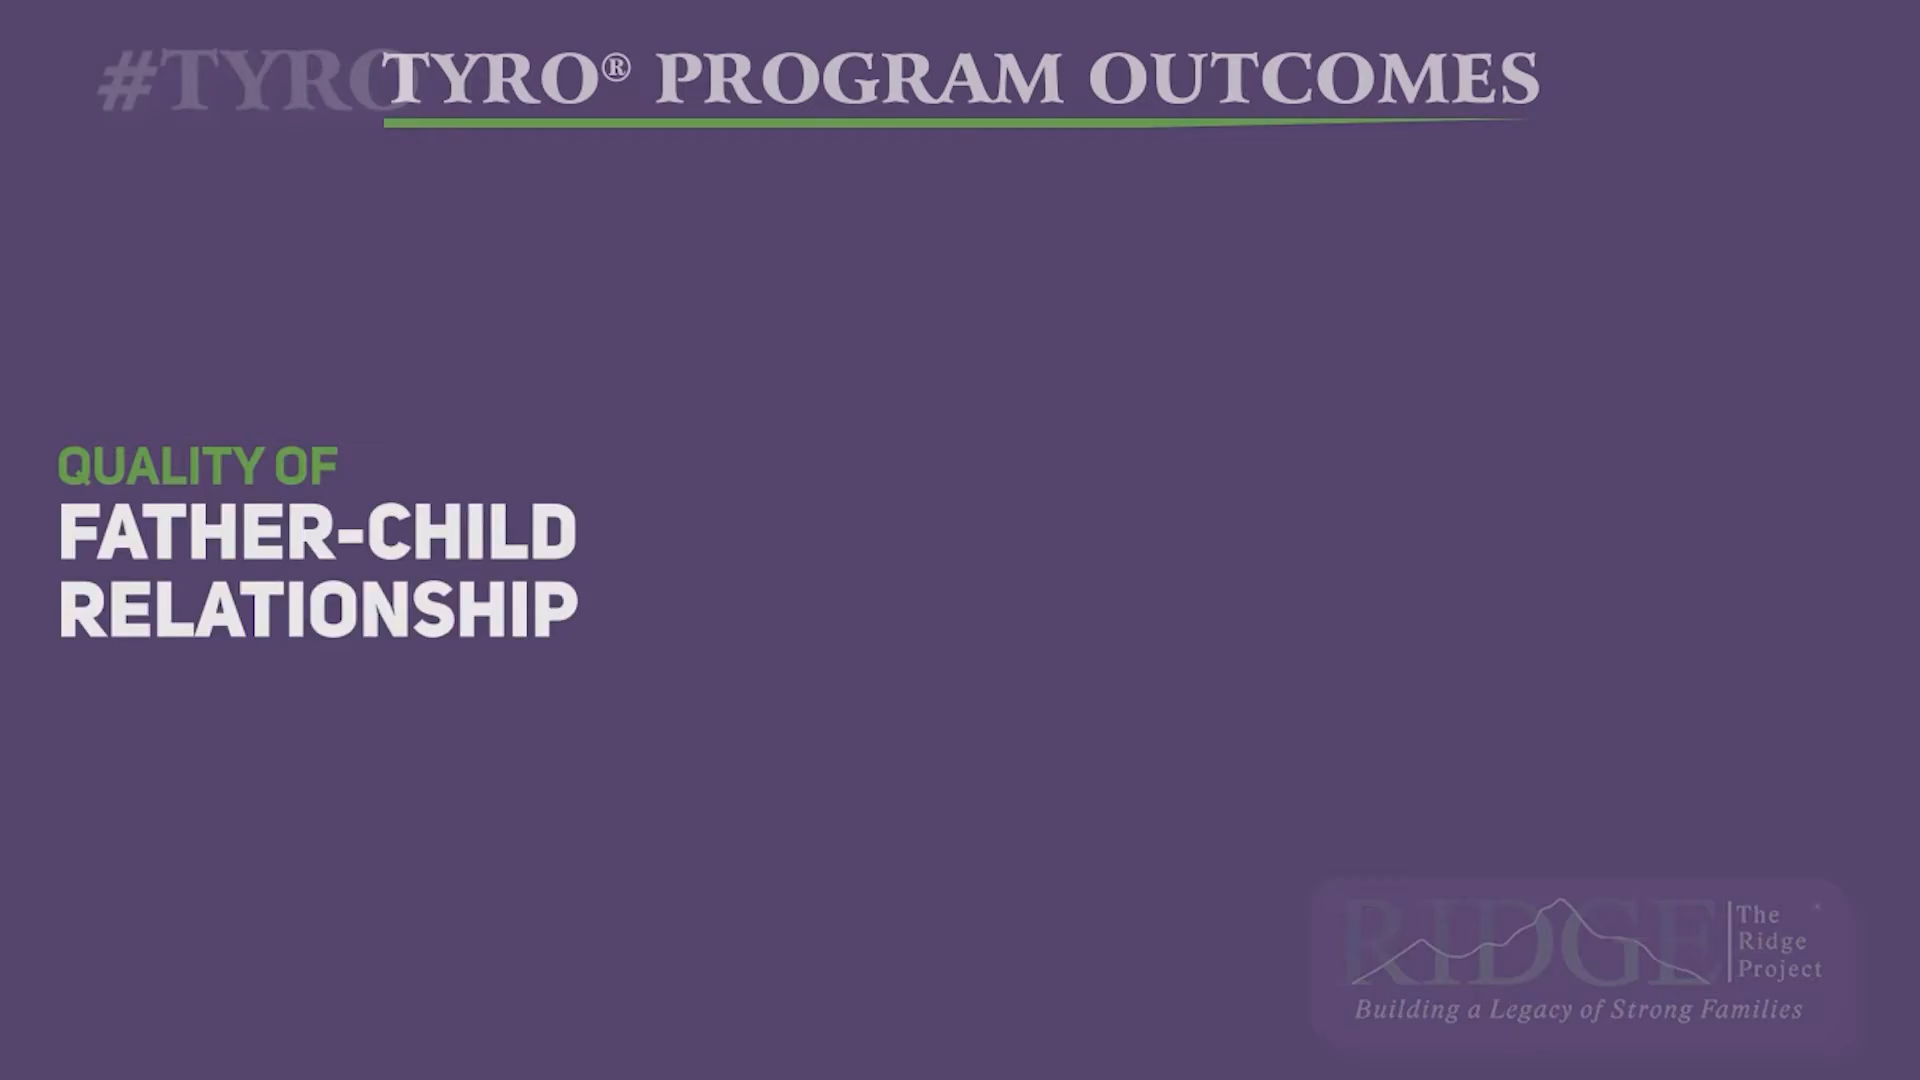 #TYRO
TYRO® PROGRAM OUTCOMES
QUALITY OF
FATHER-CHILD
RELATIONSHIP
RIDGE
The
Ridge
Project
Building a Legacy of Strong Families